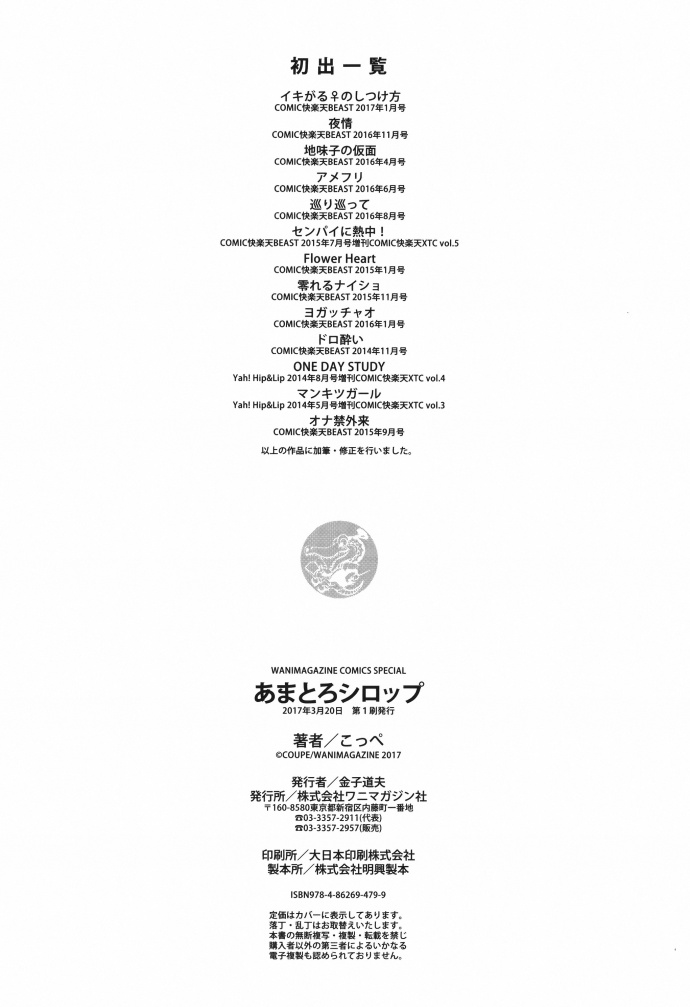 初出一覧
イキがる♀のしつけ方
COMIC快楽天BEAST 2017年1月号
夜情
COMIC快楽天BEAST 2016年11月号
地味子の仮面
COMIC快楽天BEAST 2016年4月号
アメフリ
COMIC快楽天BEAST 2016年6月号
巡り巡って
COMIC快楽天BEAST 2016年8月号
センパイに熱中！
COMIC快楽天BEAST 2015年7月号増刊COMIC快楽天XTC vol.5
Flower Heart
COMIC快楽天BEAST 2015年1月号
零れるナイショ
COMIC快楽天BEAST 2015年11月号
ヨガッチャオ
COMIC快楽天BEAST 2016年1月号
ドロ酔い
COMIC快楽天BEAST 2014年11月号
ONE DAY STUDY
Yah! Hip&Lip 2014年8月号増刊COMIC快楽天XTC vol.4
マンキツガール
Yah! Hip&Lip 2014年5月号増刊COMIC快楽天XTC vol.3
オナ禁外来
COMIC快楽天BEAST 2015年9月号
以上の作品に加筆・修正を行いました。
WANIMAGAZINE COMICS SPECIAL
あまとろシロップ
2017年3月20日　第１刷発行
著者／こっぺ
©COUPE/WANIMAGAZINE 2017
発行者／金子道夫
発行所／株式会社ワニマガジン社
〒160-8580東京都新宿区内藤町一番地
☎03-3357-2911(代表)
☎03-3357-2957(販売)
印刷所／大日本印刷株式会社
製本所／株式会社明興製本
ISBN978-4-86269-479-9
定価はカバーに表示してあります。
落丁・乱丁はお取替えいたします。
本書の無断複写・複製・転載を禁じ
購入者以外の第三者によるいかなる
電子複製も認められておりません。